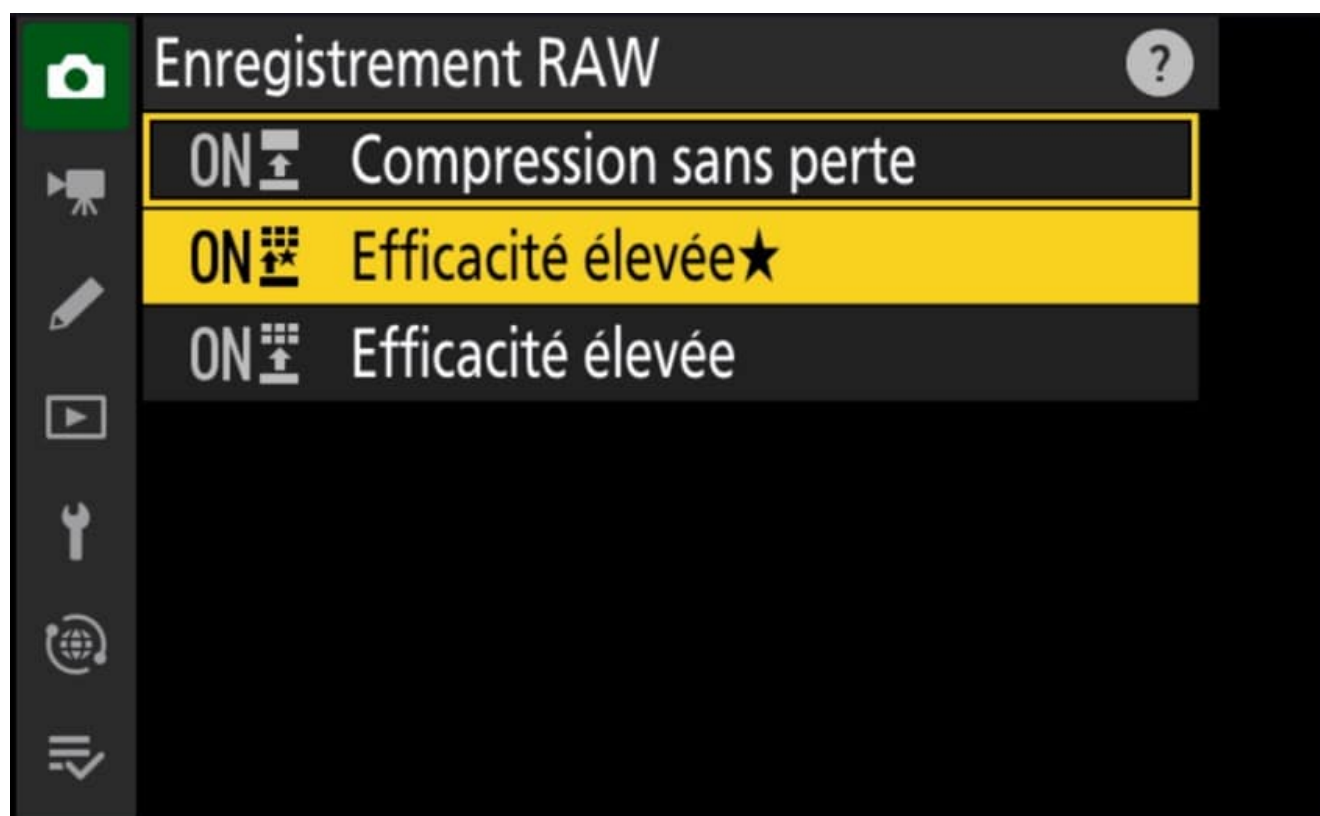 Enregistrement RAW ?
ON Compression sans perte
ON Efficacité élevée★
ON Efficacité élevée